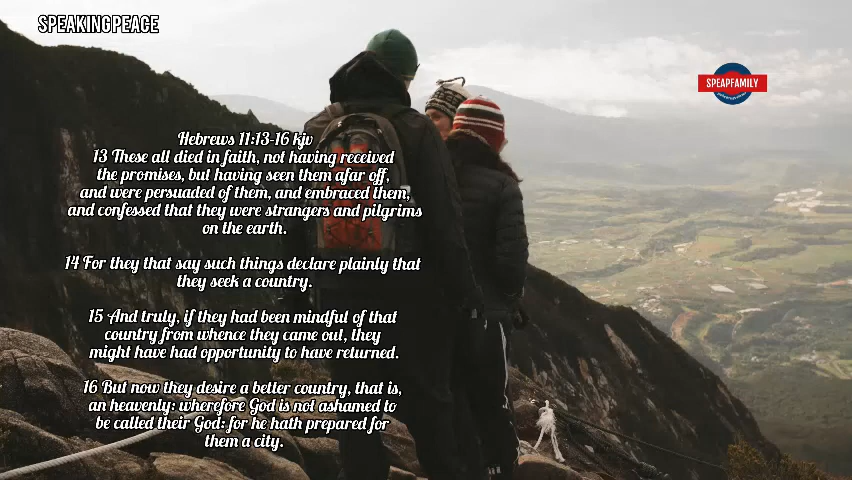 SPEAKING PEACE
SPEAPFAMILY
Hebrews 11:13-16 kjv
13 These all died in faith, not having received
the promises, but having seen them afar off,
and were persuaded of them, and embraced them,
and confessed that they were strangers and pilgrims
on the earth.
14 For they that say such things declare plainly that
they seek a country.
15 And truly, if they had been mindful of that
country from whence they came out, they
might have had opportunity to have returned.
16 But now they desire a better country, that is,
an heavenly: wherefore God is not ashamed to
be called their God: for he hath prepared for
them a city.